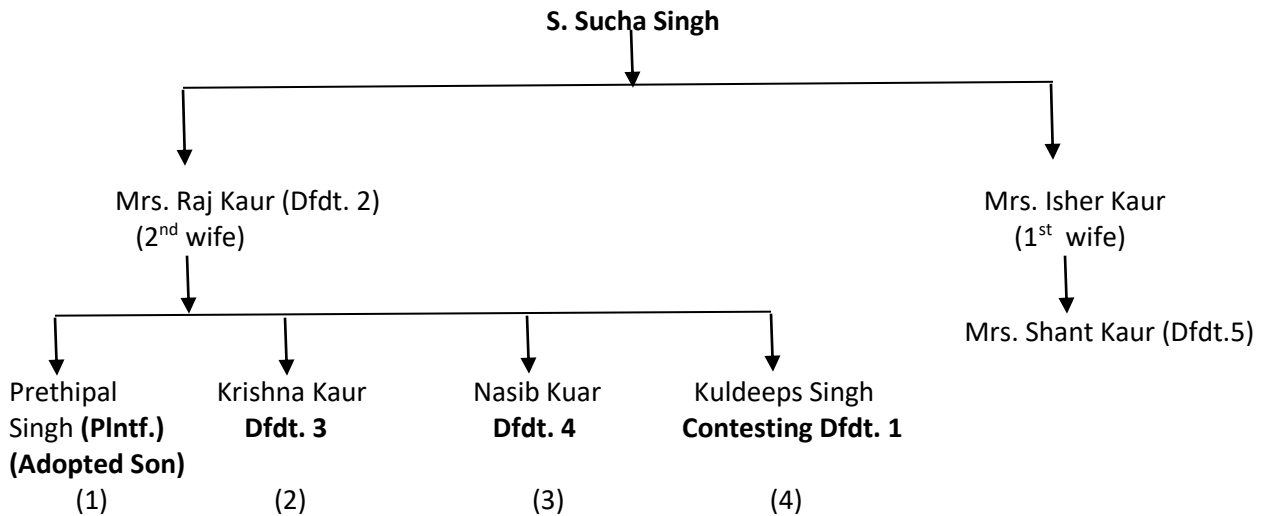 S. Sucha Singh
Mrs. Raj Kaur (Dfdt. 2)
(2nd wife)
Mrs. Isher Kaur
(1st wife)
Mrs. Shant Kaur (Dfdt.5)
Prethipal
Singh (Plntf.)
(Adopted Son)
(1)
Krishna Kaur
Dfdt. 3
(2)
Nasib Kuar
Dfdt. 4
(3)
Kuldeeps Singh
Contesting Dfdt. 1
(4)